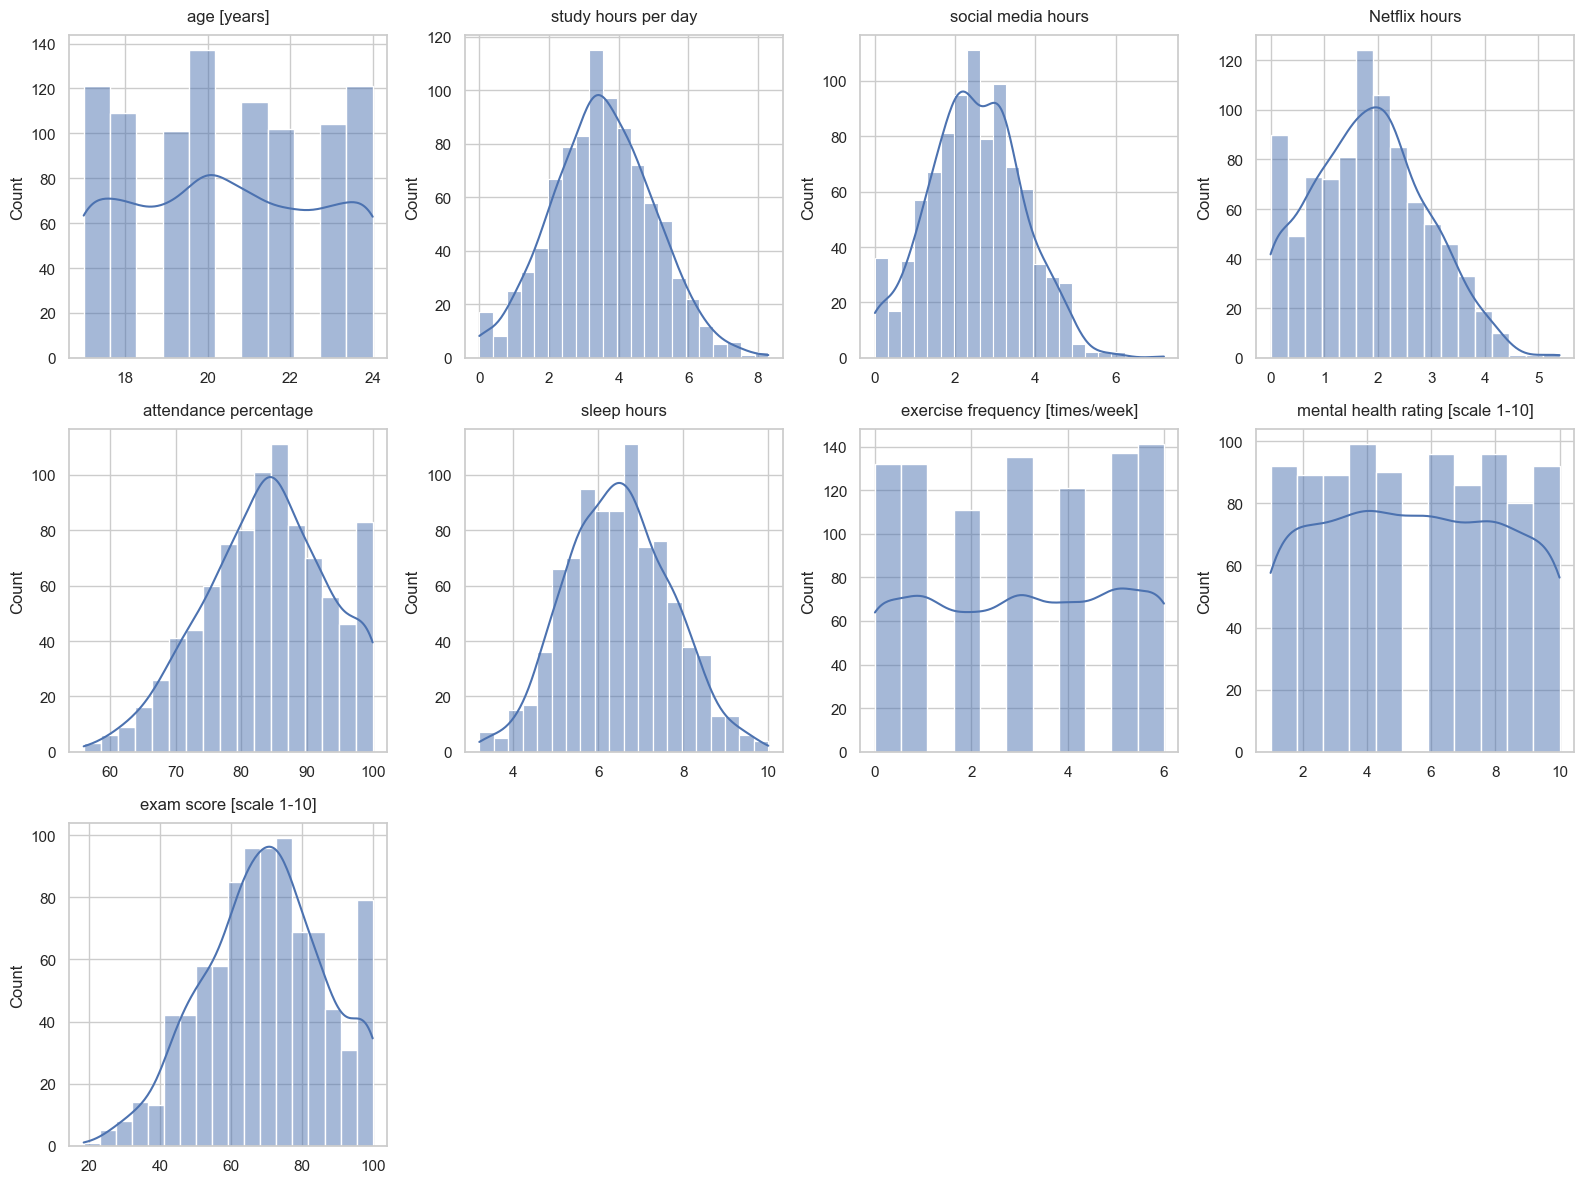 age [years]
study hours per day
social media hours
Netflix hours
140
120
100
80
60
40
20
0
Count
18 20 22 24
120
100
80
60
40
20
0
Count
0 2 4 6 8
100
80
60
40
20
0
Count
0 2 4 6
120
100
80
60
40
20
0
Count
0 1 2 3 4 5
attendance percentage
sleep hours
exercise frequency [times/week]
mental health rating [scale 1-10]
100
80
60
40
20
0
Count
60 70 80 90 100
100
80
60
40
20
0
Count
4 6 8 10
140
120
100
80
60
40
20
0
Count
0 2 4 6
100
80
60
40
20
0
Count
2 4 6 8 10
exam score [scale 1-10]
100
80
60
40
20
0
Count
20 40 60 80 100